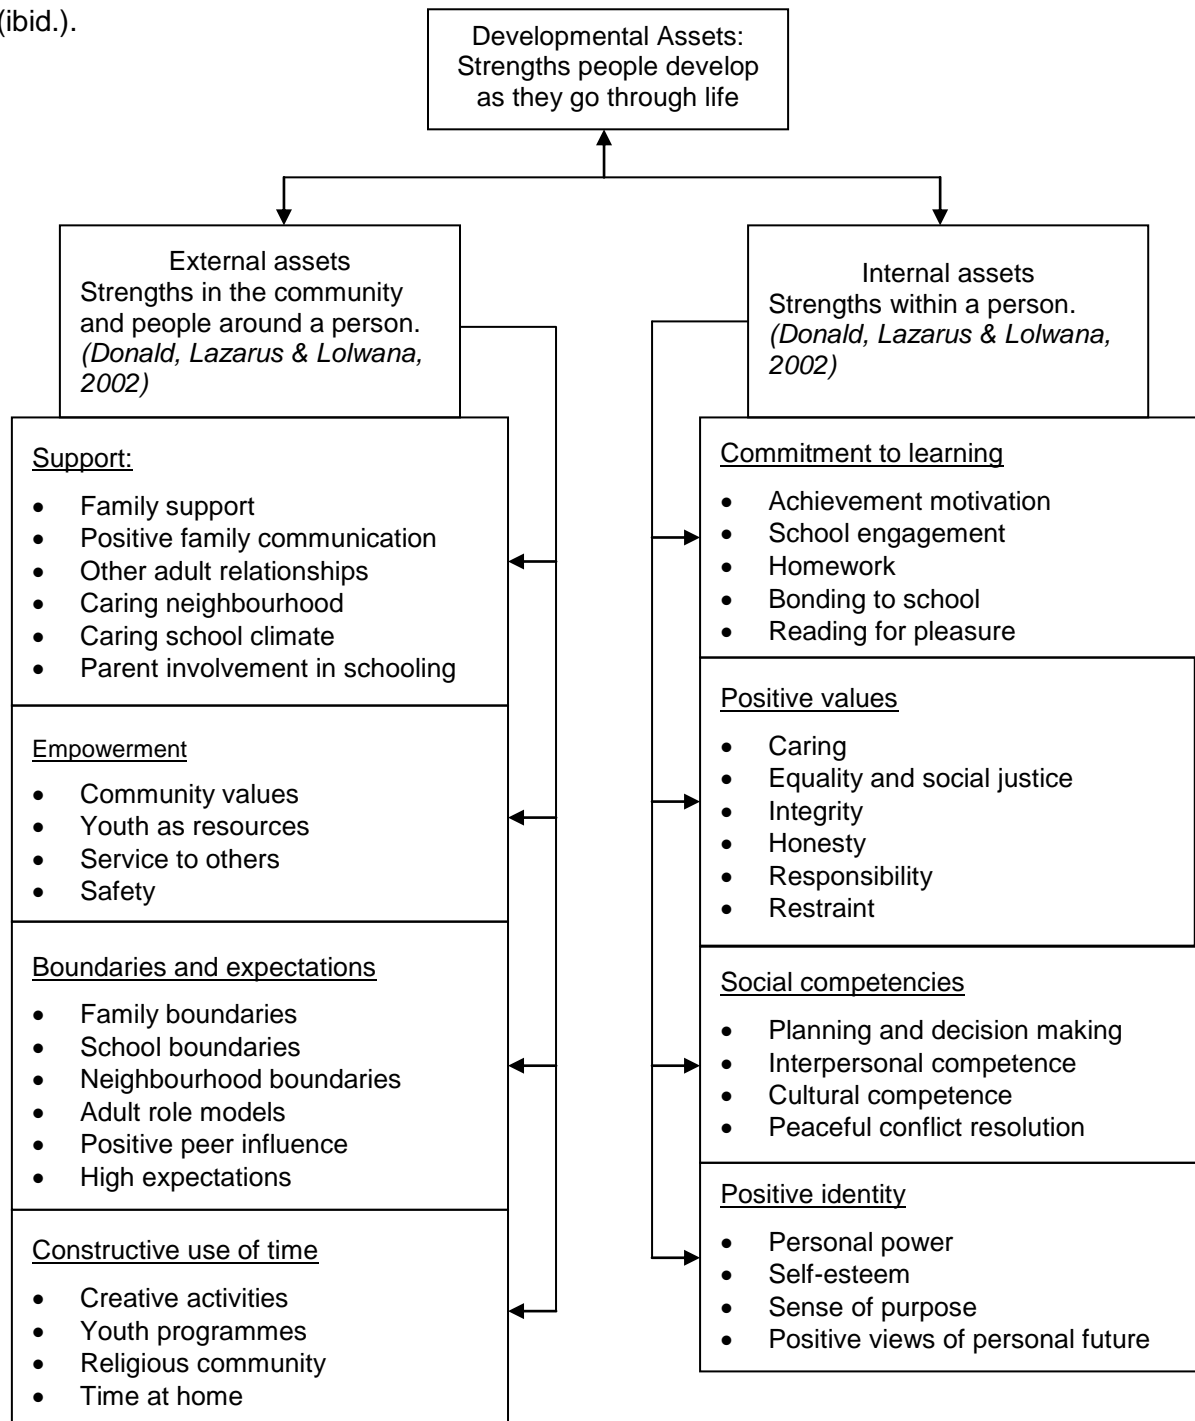 (ibid.).
Developmental Assets:
Strengths people develop
as they go through life
External assets
Strengths in the community
and people around a person.
(Donald, Lazarus & Lolwana,
2002)
Support:
• Family support
• Positive family communication
• Other adult relationships
• Caring neighbourhood
• Caring school climate
• Parent involvement in schooling
Empowerment
• Community values
• Youth as resources
• Service to others
• Safety
Boundaries and expectations
• Family boundaries
• School boundaries
• Neighbourhood boundaries
• Adult role models
• Positive peer influence
• High expectations
Constructive use of time
• Creative activities
• Youth programmes
• Religious community
• Time at home
Internal assets
Strengths within a person.
(Donald, Lazarus & Lolwana,
2002)
Commitment to learning
• Achievement motivation
• School engagement
• Homework
• Bonding to school
• Reading for pleasure
Positive values
• Caring
• Equality and social justice
• Integrity
• Honesty
• Responsibility
• Restraint
Social competencies
• Planning and decision making
• Interpersonal competence
• Cultural competence
• Peaceful conflict resolution
Positive identity
• Personal power
• Self-esteem
• Sense of purpose
• Positive views of personal future